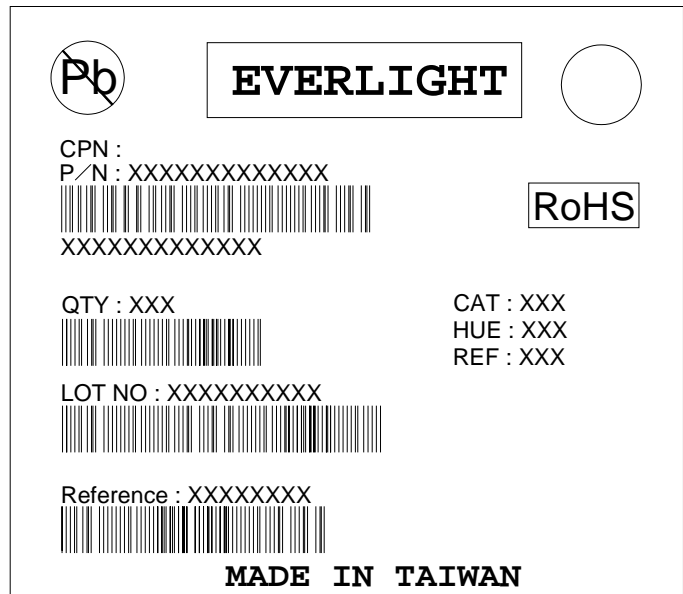 Pb
EVERLIGHT
CPN :
P/N : XXXXXXXXXXXXX
RoHS
XXXXXXXXXXXXX
QTY : XXX
CAT : XXX
HUE : XXX
REF : XXX
LOT NO : XXXXXXXXXX
Reference : XXXXXXXX
MADE IN TAIWAN